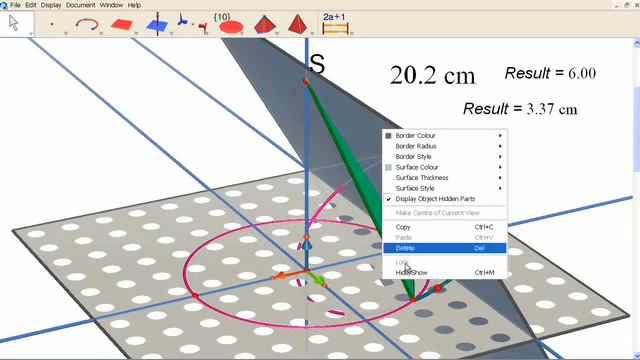 File Edit Display Document Window Help
{10}
2a+1
S
20.2 cm
Result = 6.00
Result = 3.37 cm
Border Colour
Border Radius
Border Style
Surface Colour
Surface Thickness
Surface Style
Display Object Hidden Parts
Make Centre of Current View
Copy Ctrl+C
Paste Ctrl+V
Delete Del
Lock
Hide/Show Ctrl+M